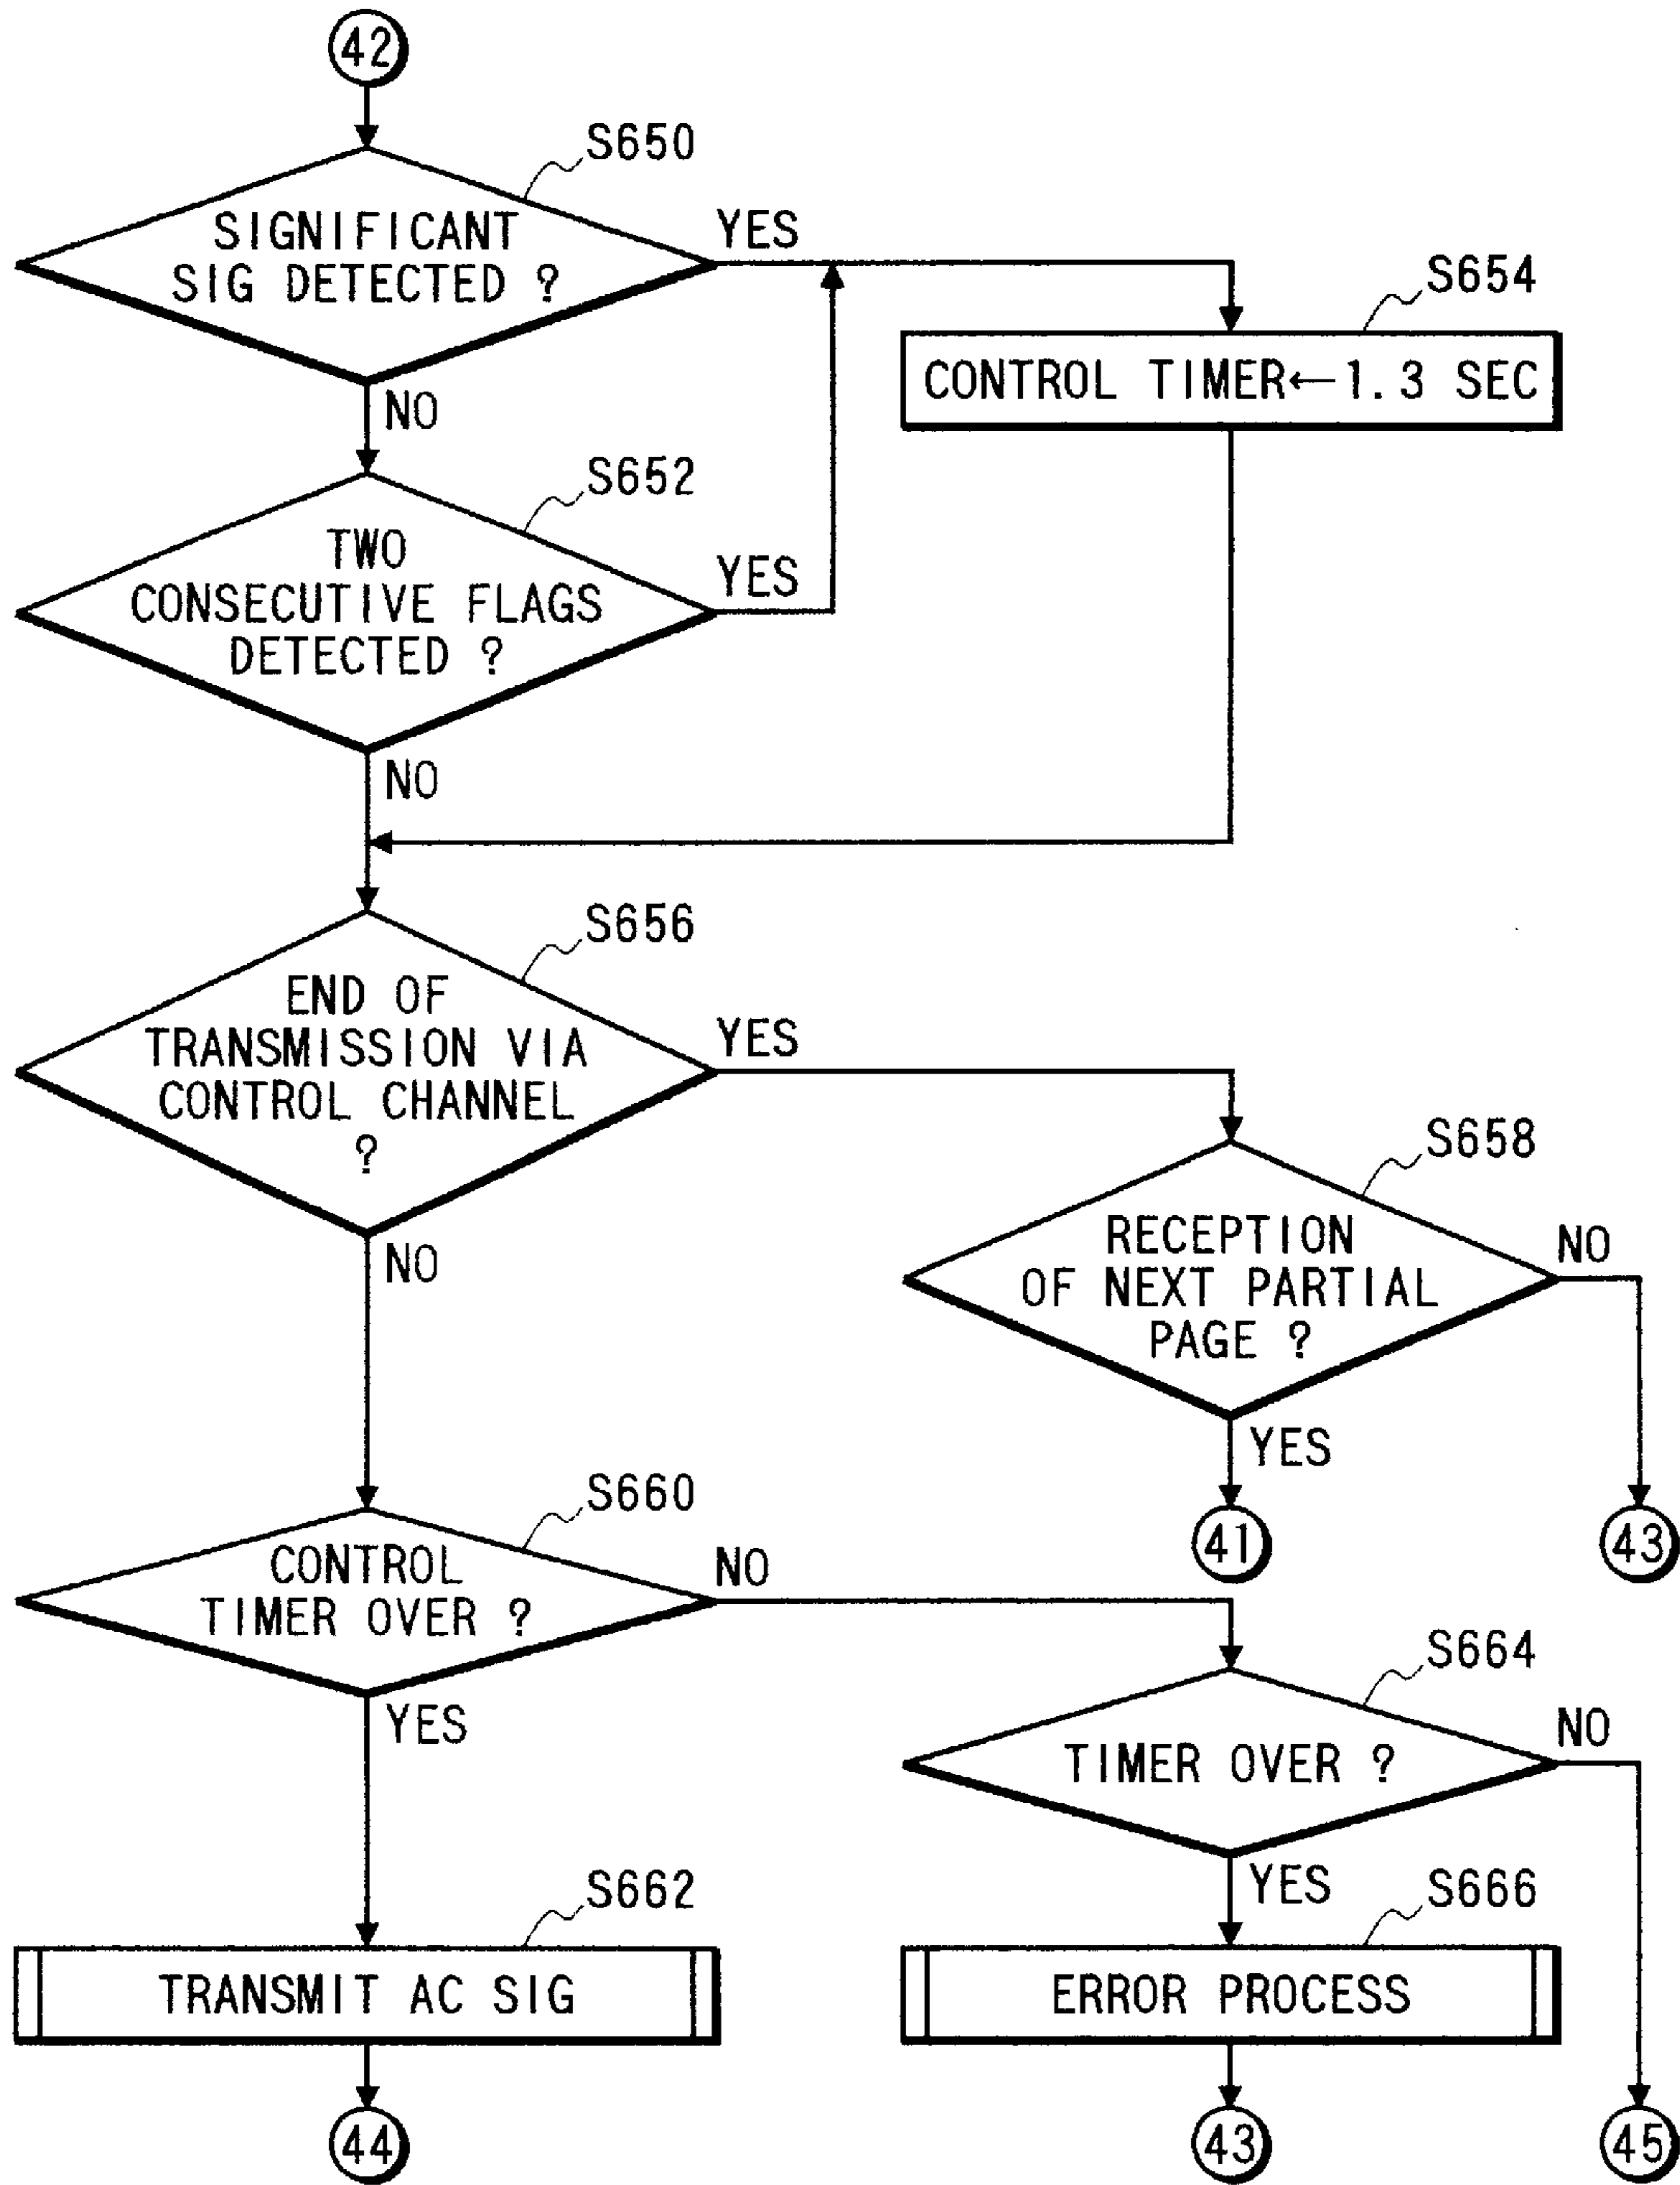 42
S650
SIGNIFICANT
SIG DETECTED ?
YES
NO
S654
CONTROL TIMER←1.3 SEC
S652
TWO
CONSECUTIVE FLAGS
DETECTED ?
YES
NO
S656
END OF
TRANSMISSION VIA
CONTROL CHANNEL
?
YES
NO
S658
RECEPTION
OF NEXT PARTIAL
PAGE ?
NO
YES
41
43
S660
CONTROL
TIMER OVER ?
NO
YES
S664
TIMER OVER ?
NO
YES
S662
TRANSMIT AC SIG
S666
ERROR PROCESS
44
43
45